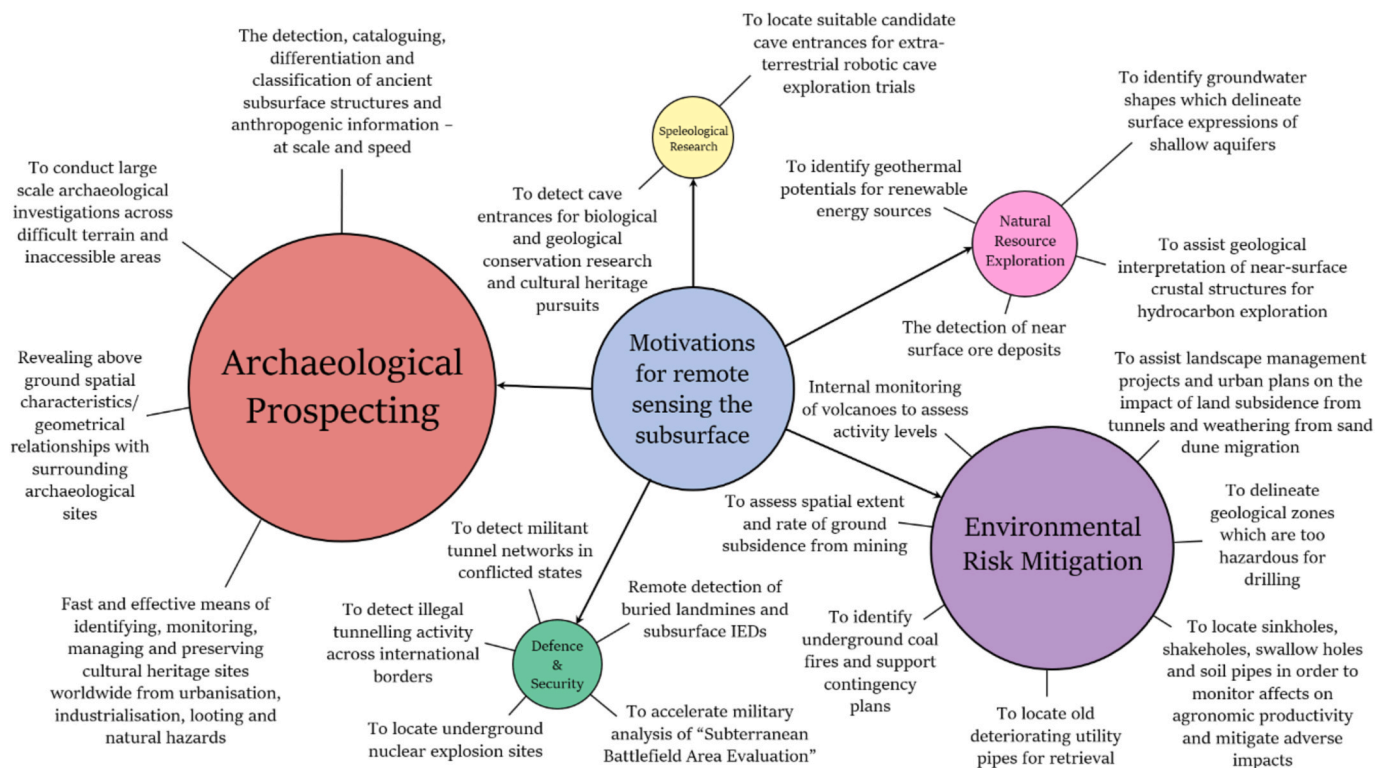 The detection, cataloguing,
differentiation and
classification of ancient
subsurface structures and
anthropogenic information –
at scale and speed
To conduct large
scale archaeological
investigations across
difficult terrain and
inaccessible areas
Archaeological
Prospecting
Revealing above
ground spatial
characteristics/
geometrical
relationships with
surrounding
archaeological
sites
Fast and effective means of
identifying, monitoring,
managing and preserving
cultural heritage sites
worldwide from urbanisation,
industrialisation, looting and
natural hazards
To locate suitable candidate
cave entrances for extra-
terrestrial robotic cave
exploration trials
Speleological
Research
To detect cave
entrances for biological
and geological
conservation research
and cultural heritage
pursuits
Motivations
for remote
sensing the
subsurface
To identify groundwater
shapes which delineate
surface expressions of
shallow aquifers
To identify geothermal
potentials for renewable
energy sources
Natural
Resource
Exploration
To assist geological
interpretation of near-surface
crustal structures for
hydrocarbon exploration
The detection of near
surface ore deposits
Internal monitoring
of volcanoes to assess
activity levels
To assist landscape management
projects and urban plans on the
impact of land subsidence from
tunnels and weathering from sand
dune migration
To assess spatial extent
and rate of ground
subsidence from mining
Environmental
Risk Mitigation
To delineate
geological zones
which are too
hazardous for
drilling
To identify
underground coal
fires and support
contingency
plans
To locate old
deteriorating utility
pipes for retrieval
To locate sinkholes,
shakeholes, swallow holes
and soil pipes in order to
monitor affects on
agronomic productivity
and mitigate adverse
impacts
To detect militant
tunnel networks in
conflicted states
Remote detection of
buried landmines and
subsurface IEDs
To detect illegal
tunnelling activity
across international
borders
Defence
&
Security
To locate underground
nuclear explosion sites
To accelerate military
analysis of “Subterranean
Battlefield Area Evaluation”